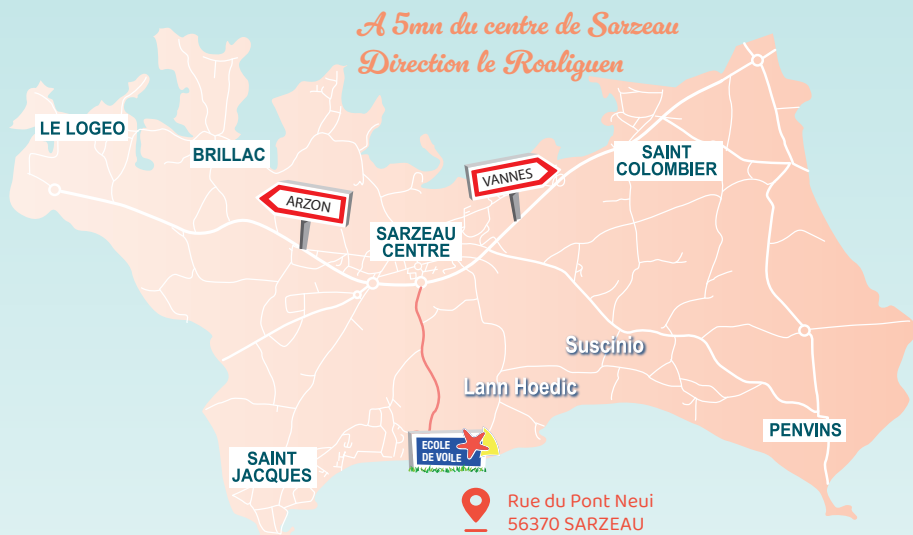 A 5mn du centre de Sarzeau
Direction le Roaliguen
LE LOGEO
BRILLAC
ARZON
VANNES
SAINT
COLOMBIER
SARZEAU
CENTRE
Suscinio
Lann Hoedic
ECOLE
DE VOILE
PENVINS
SAINT
JACQUES
Rue du Pont Neui
56370 SARZEAU